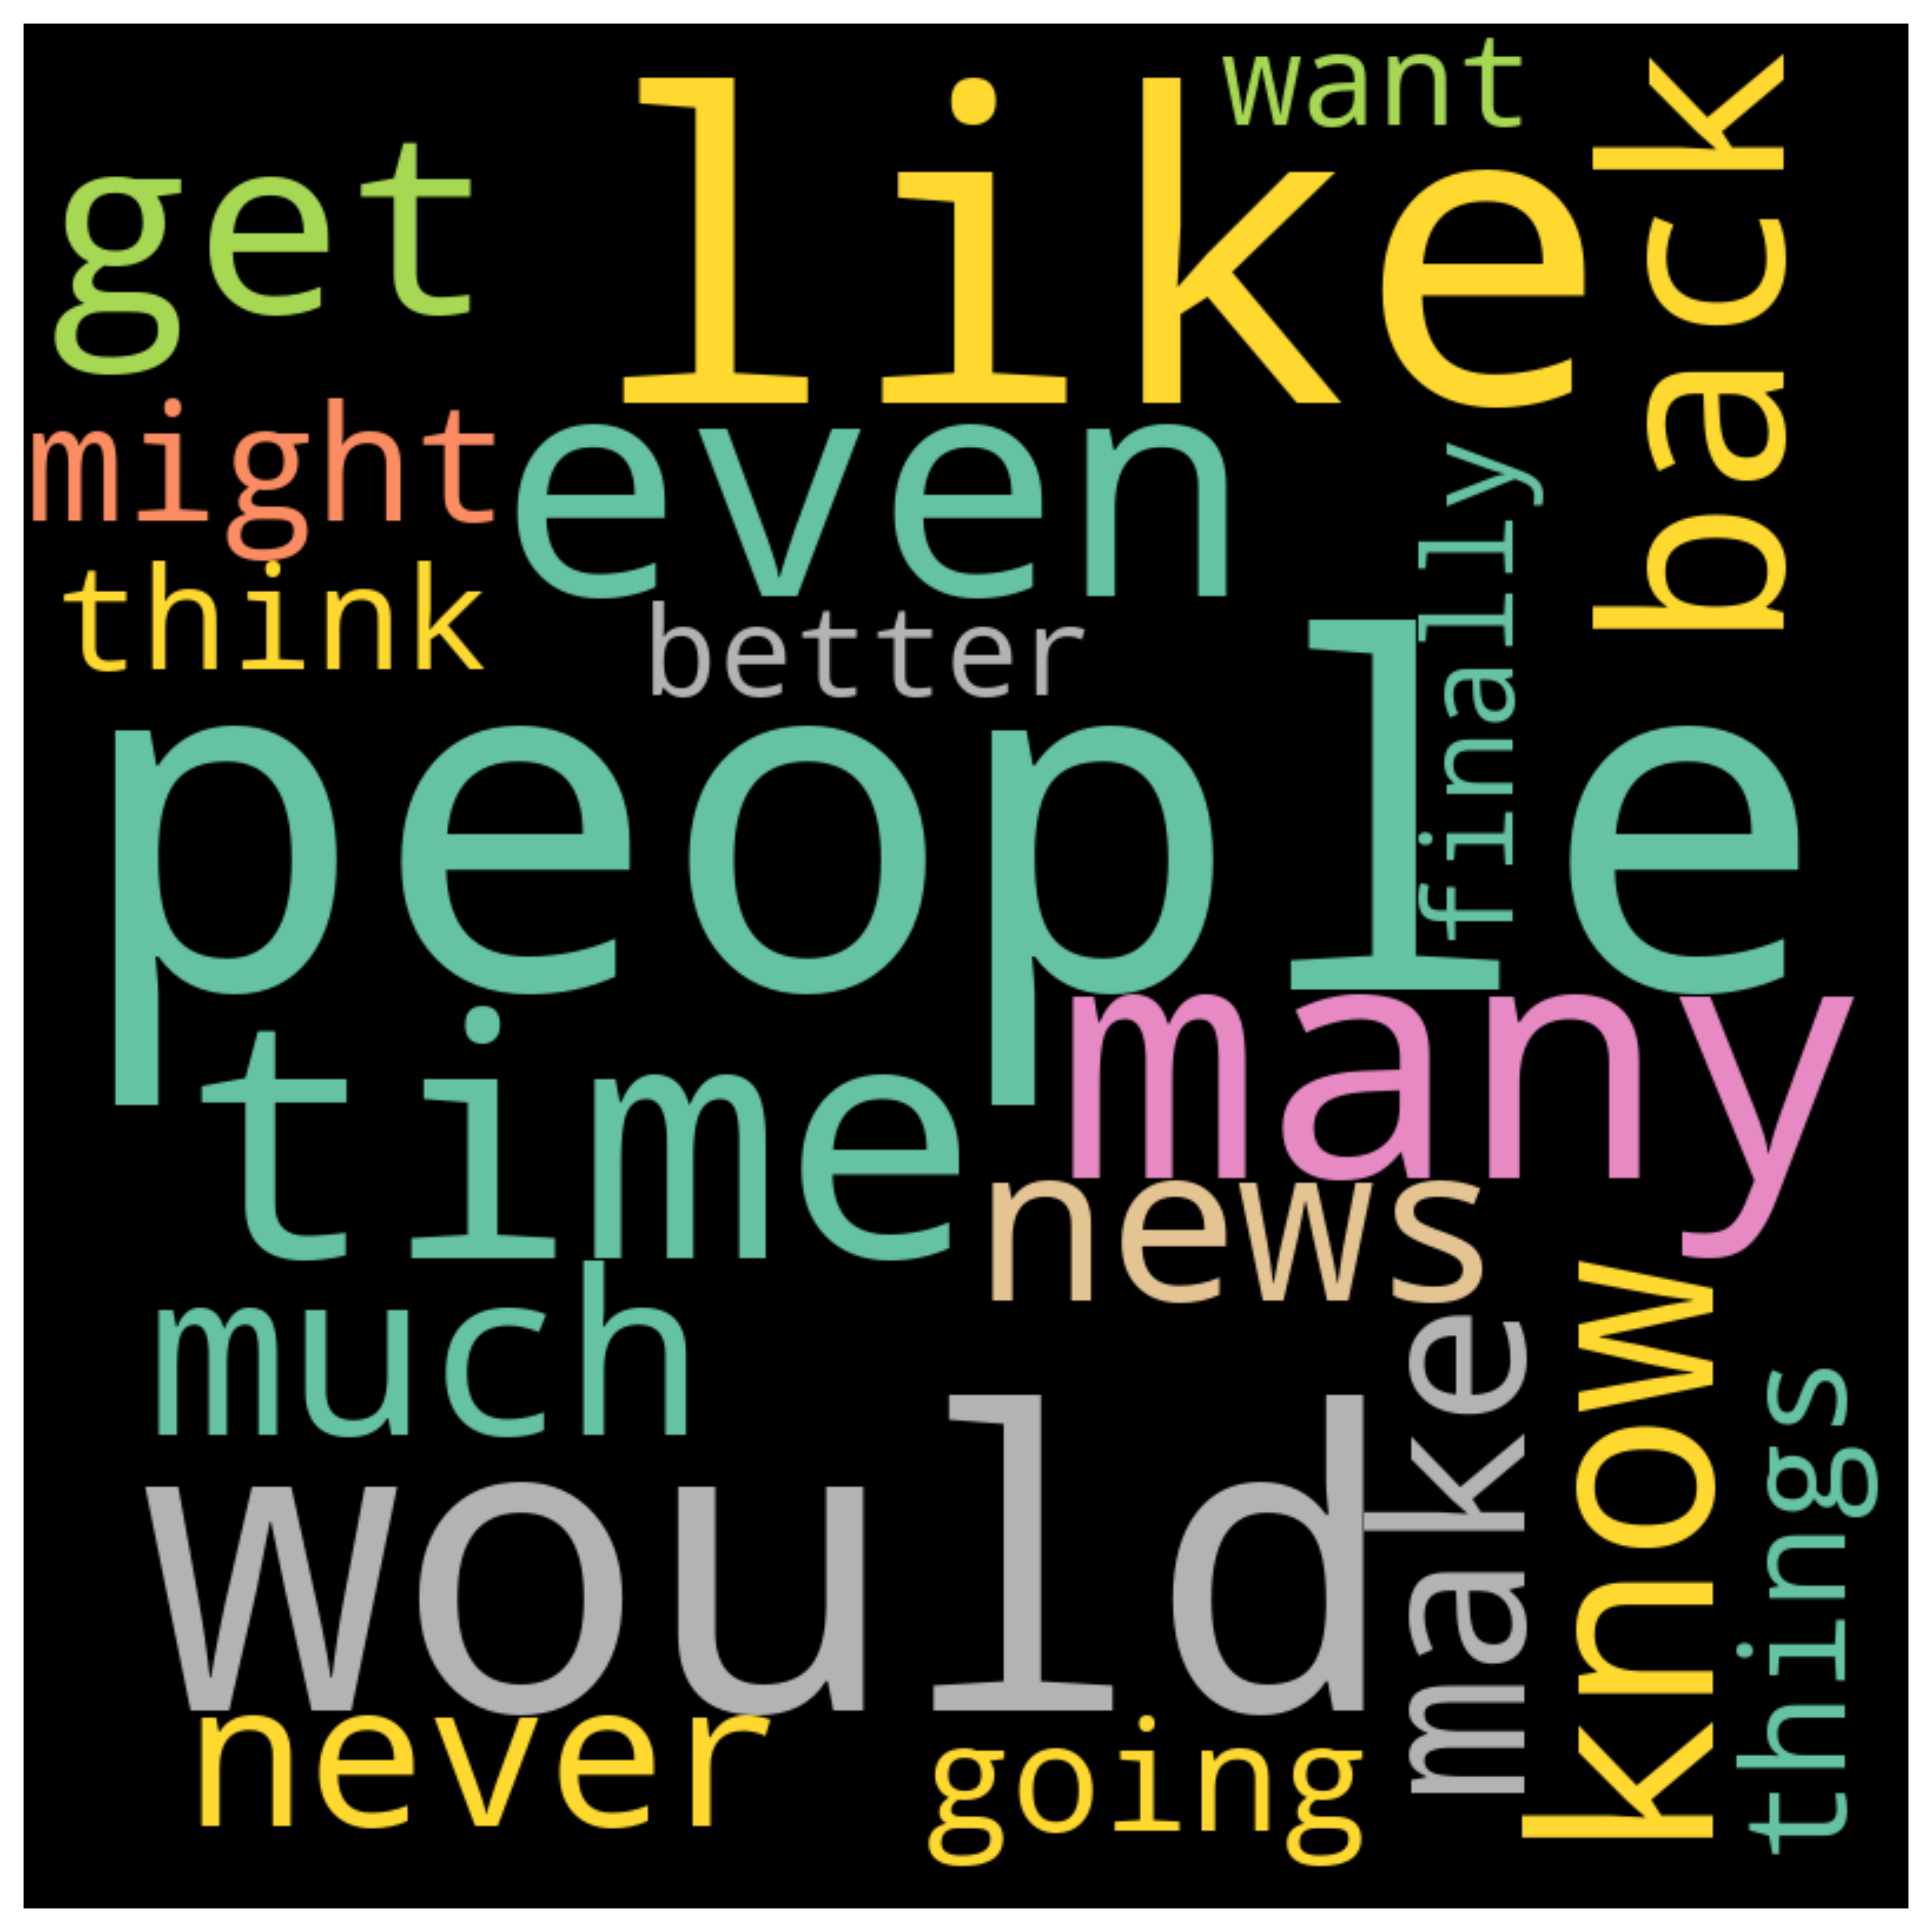 want
like
back
get
might
even
finally
think
better
people
many
time
news
much
make
know
things
would
never
going